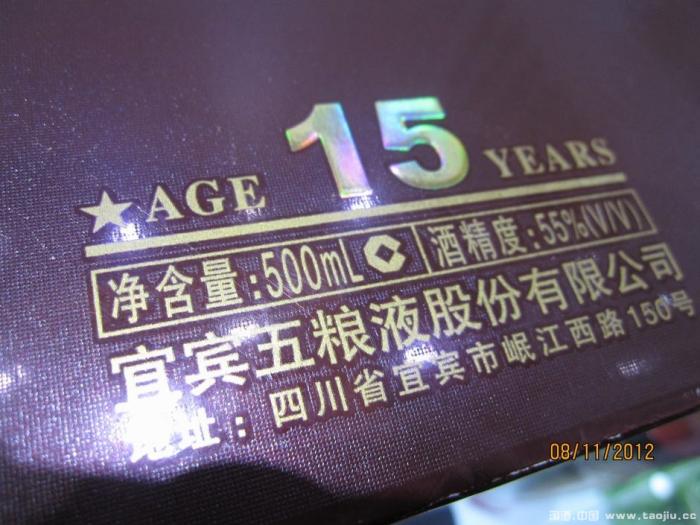 ★AGE 15 YEARS
净含量:500mL 酒精度:55%(V/V)
宜宾五粮液股份有限公司
地址:四川省宜宾市岷江西路150号
08/11/2012
www.taojiu.cc